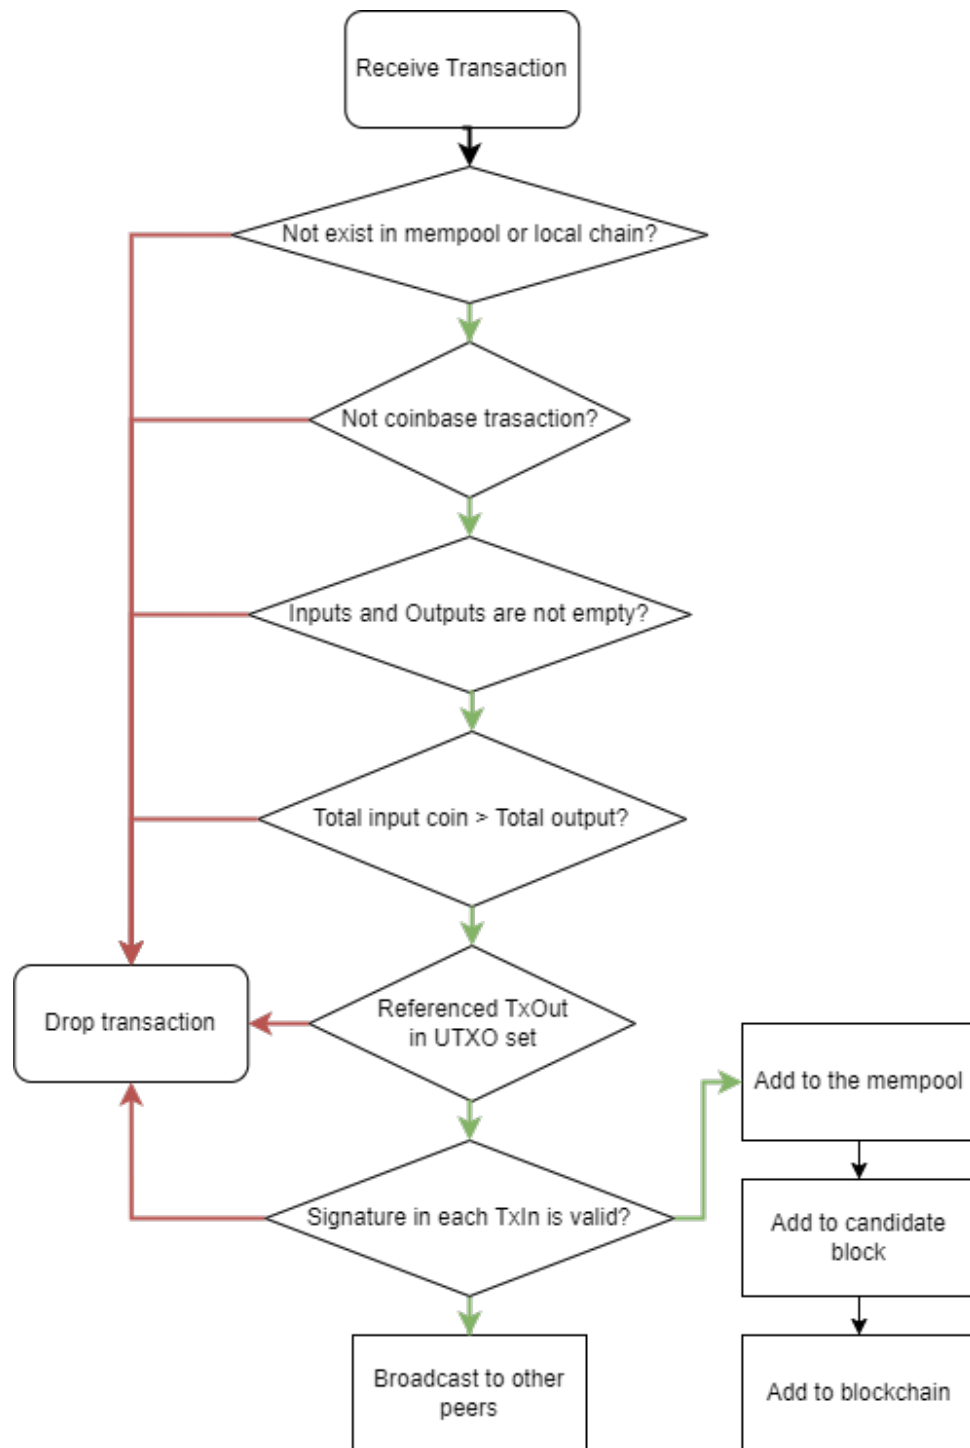 Receive Transaction
Not exist in mempool or local chain?
Not coinbase trasaction?
Inputs and Outputs are not empty?
Total input coin > Total output?
Drop transaction
Referenced TxOut
in UTXO set
Signature in each TxIn is valid?
Broadcast to other
peers
Add to the mempool
Add to candidate
block
Add to blockchain